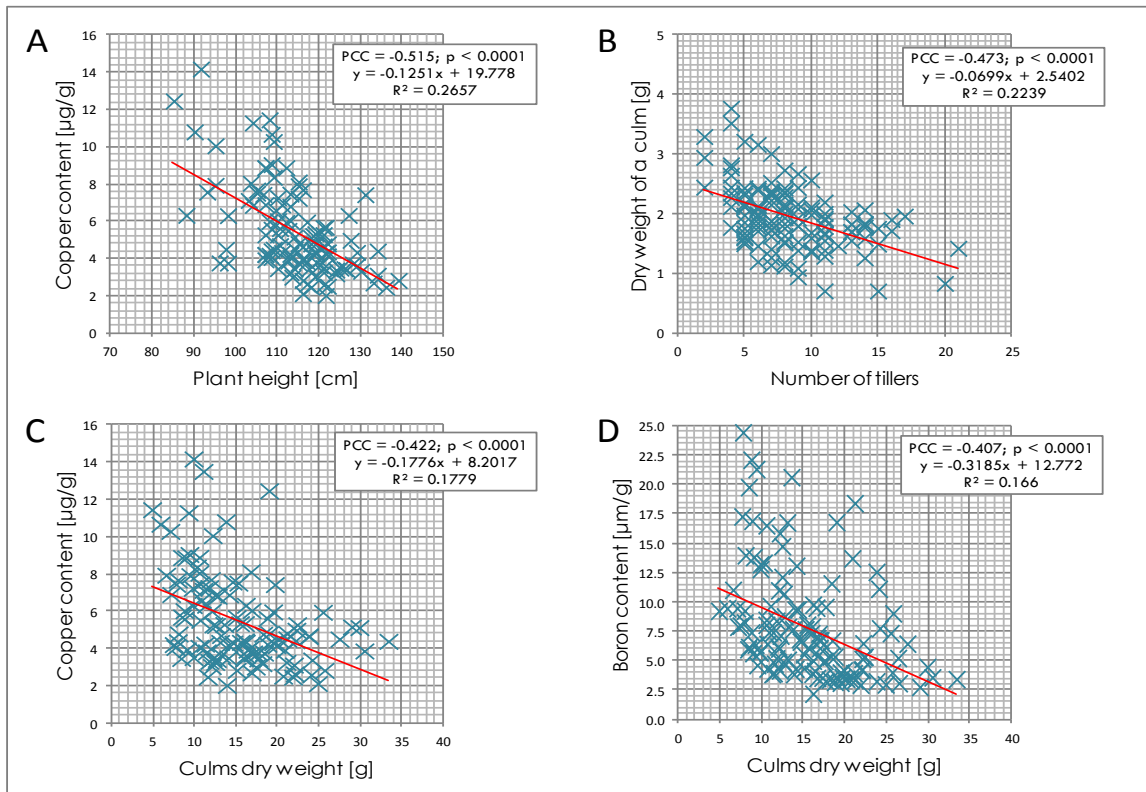 A
PCC = -0.515; p < 0.0001
y = -0.1251x + 19.778
R² = 0.2657
Copper content [µg/g]
16
14
12
10
8
6
4
2
0
70 80 90 100 110 120 130 140 150
Plant height [cm]
B
PCC = -0.473; p < 0.0001
y = -0.0699x + 2.5402
R² = 0.2239
Dry weight of a culm [g]
5
4
3
2
1
0
0 5 10 15 20 25
Number of tillers
C
PCC = -0.422; p < 0.0001
y = -0.1776x + 8.2017
R² = 0.1779
Copper content [µg/g]
16
14
12
10
8
6
4
2
0
0 5 10 15 20 25 30 35 40
Culms dry weight [g]
D
PCC = -0.407; p < 0.0001
y = -0.3185x + 12.772
R² = 0.166
Boron content [µm/g]
25.0
22.5
20.0
17.5
15.0
12.5
10.0
7.5
5.0
2.5
0.0
0 5 10 15 20 25 30 35 40
Culms dry weight [g]